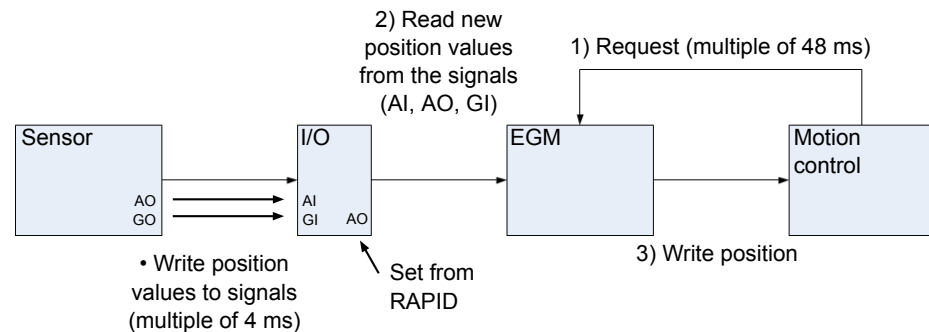 2) Read new
position values
from the signals
(AI, AO, GI)
1) Request (multiple of 48 ms)
Sensor
AO
GO
I/O
AI
GI
AO
EGM
Motion
control
• Write position
values to signals
(multiple of 4 ms)
Set from
RAPID
3) Write position